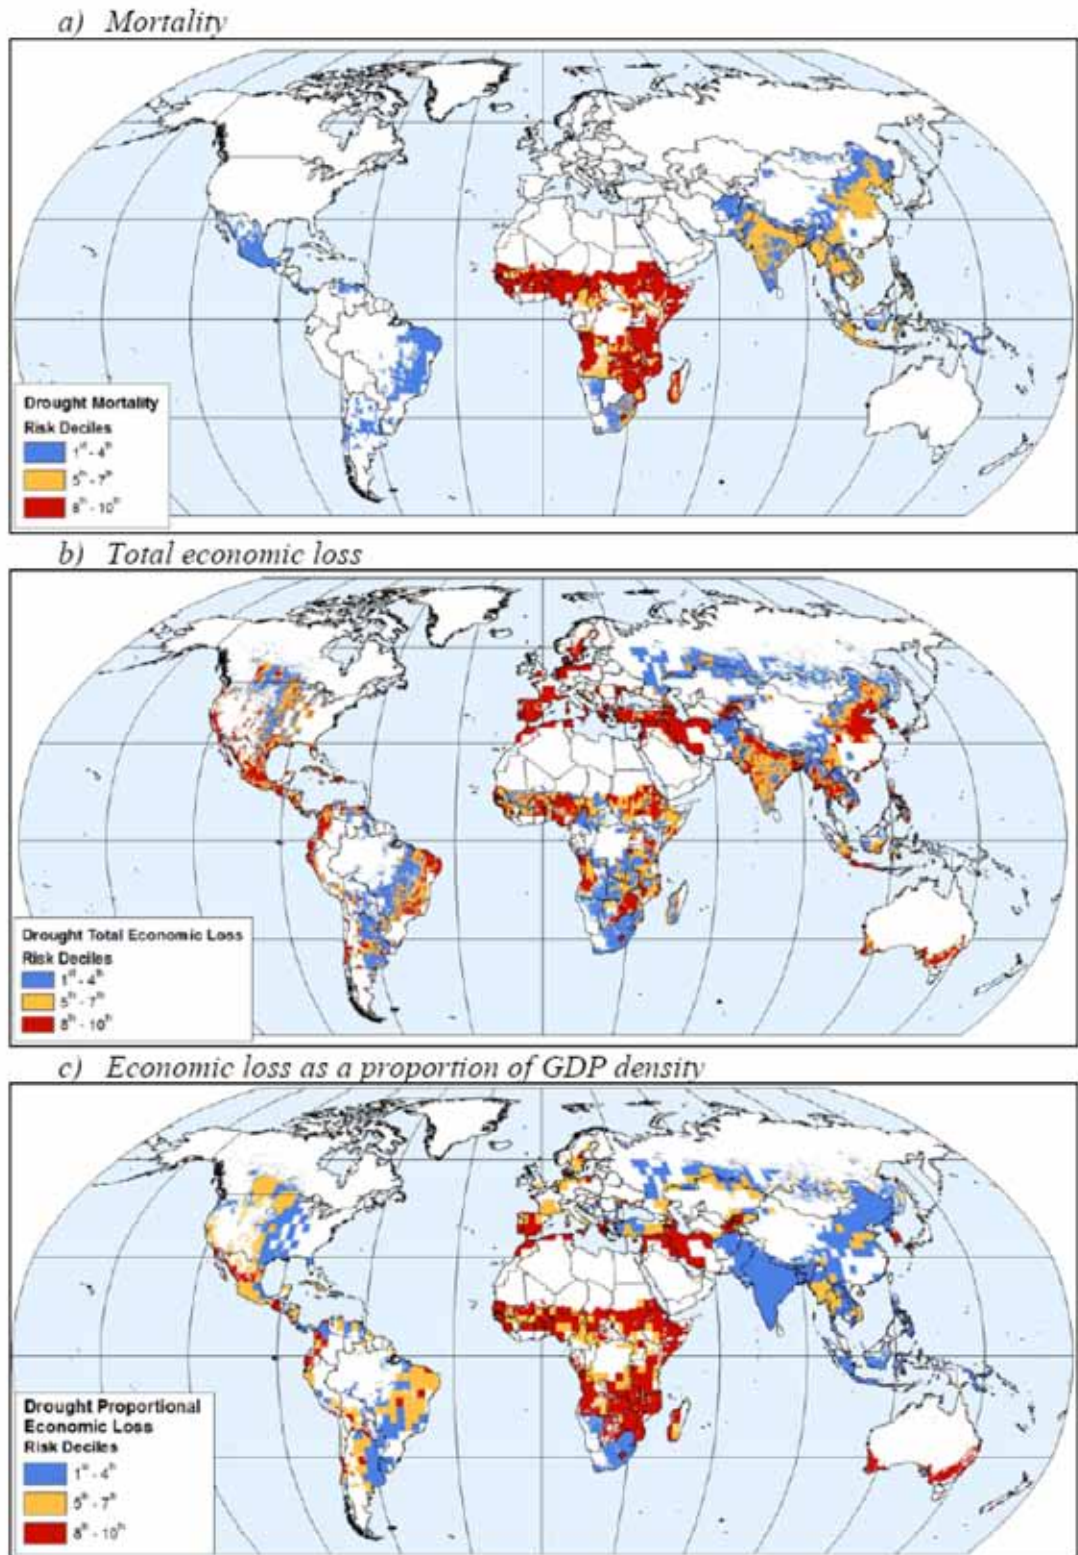 a) Mortality
Drought Mortality
Risk Deciles
1st - 4th
5th - 7th
8th - 10th
b) Total economic loss
Drought Total Economic Loss
Risk Deciles
1st - 4th
5th - 7th
8th - 10th
c) Economic loss as a proportion of GDP density
Drought Proportional
Economic Loss
Risk Deciles
1st - 4th
5th - 7th
8th - 10th